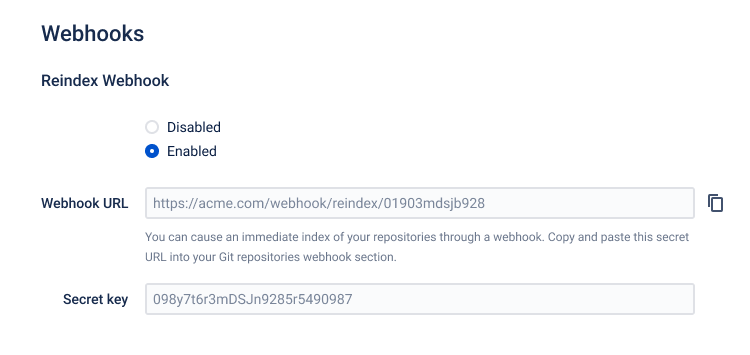 Webhooks
Reindex Webhook
Disabled
Enabled
Webhook URL
https://acme.com/webhook/reindex/01903mdsjb928
You can cause an immediate index of your repositories through a webhook. Copy and paste this secret
URL into your Git repositories webhook section.
Secret key
098y7t6r3mDSJn9285r5490987